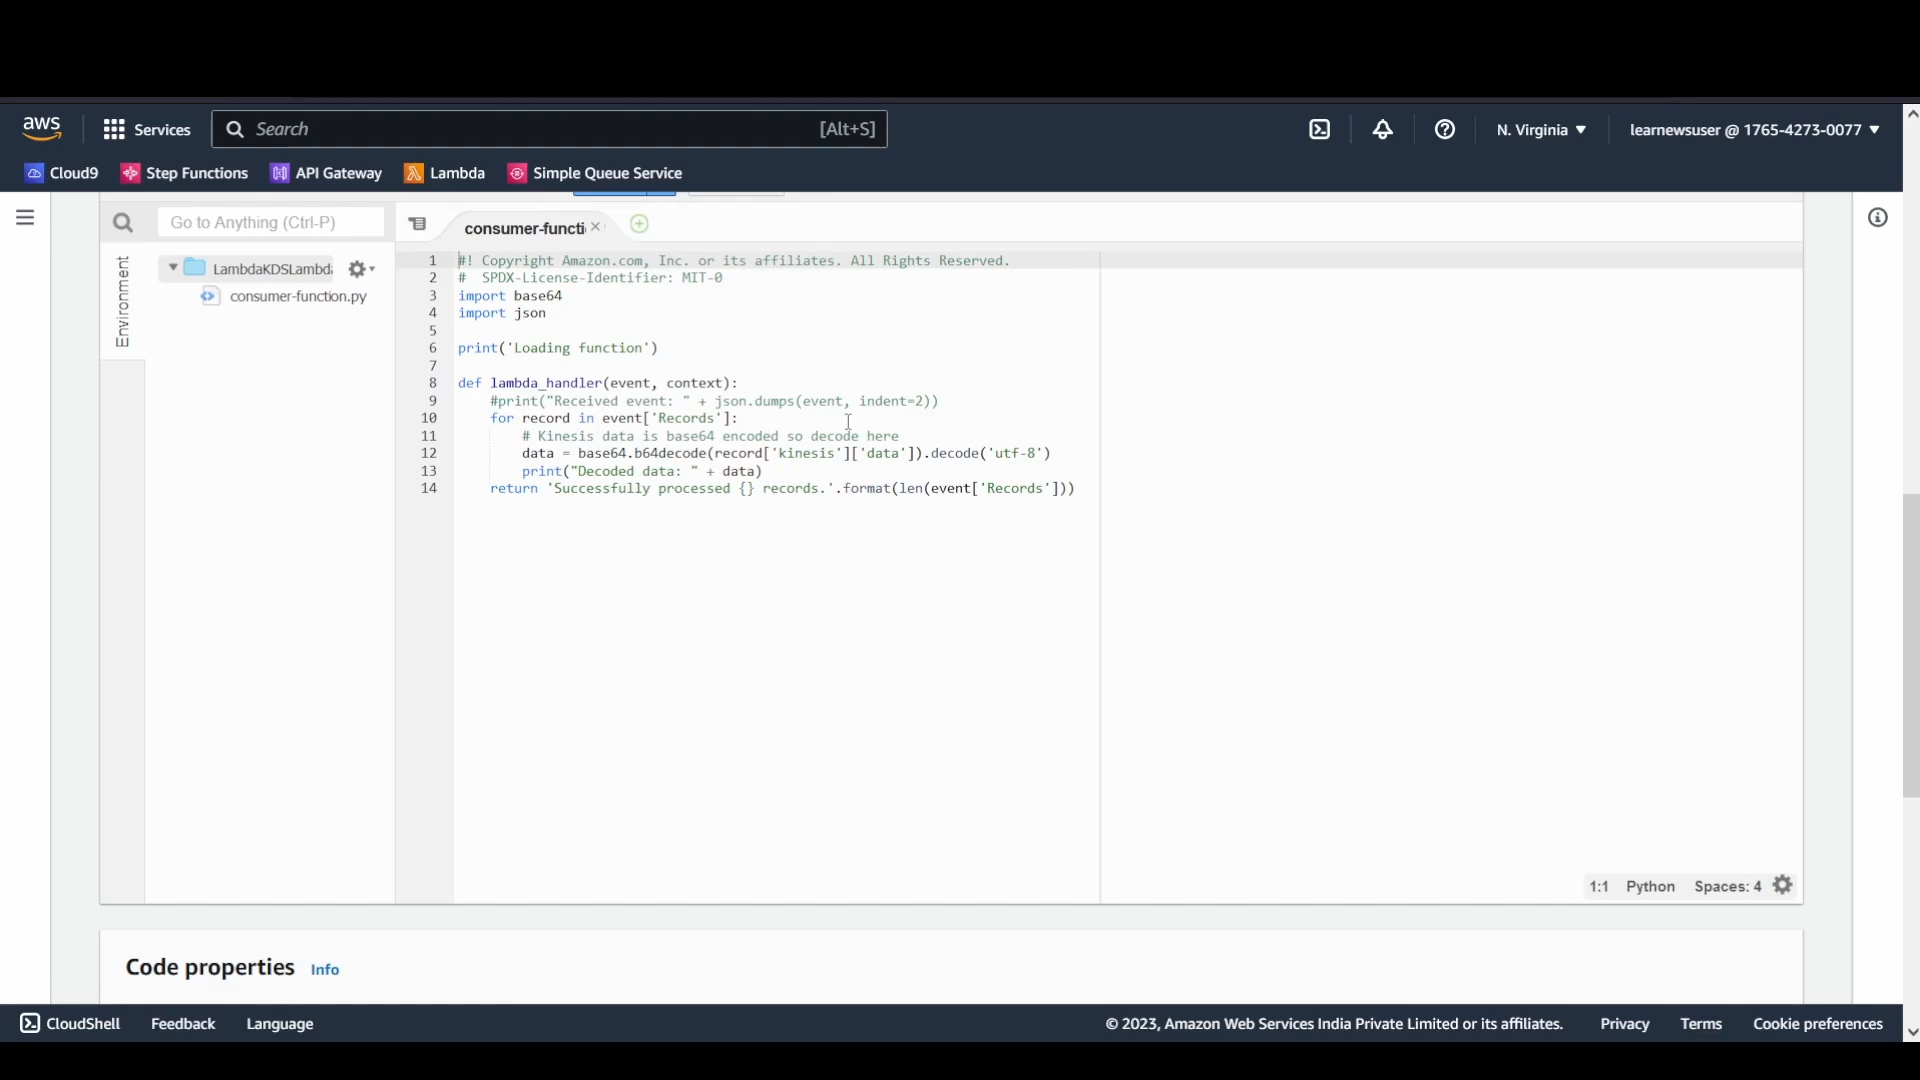 aws
Services
Search
[Alt+S]
N. Virginia
learnewsuser @ 1765-4273-0077
Cloud9
Step Functions
API Gateway
Lambda
Simple Queue Service
Go to Anything (Ctrl-P)
consumer-functi
Environment
LambdaKDSLambda
consumer-function.py
1 #! Copyright Amazon.com, Inc. or its affiliates. All Rights Reserved.
2 #  SPDX-License-Identifier: MIT-0
3 import base64
4 import json
5
6 print('Loading function')
7
8 def lambda_handler(event, context):
9     #print("Received event: " + json.dumps(event, indent=2))
10     for record in event['Records']:
11         # Kinesis data is base64 encoded so decode here
12         data = base64.b64decode(record['kinesis']['data']).decode('utf-8')
13         print("Decoded data: " + data)
14     return 'Successfully processed {} records.'.format(len(event['Records']))
1:1 Python Spaces: 4
Code properties Info
CloudShell
Feedback
Language
© 2023, Amazon Web Services India Private Limited or its affiliates.
Privacy
Terms
Cookie preferences